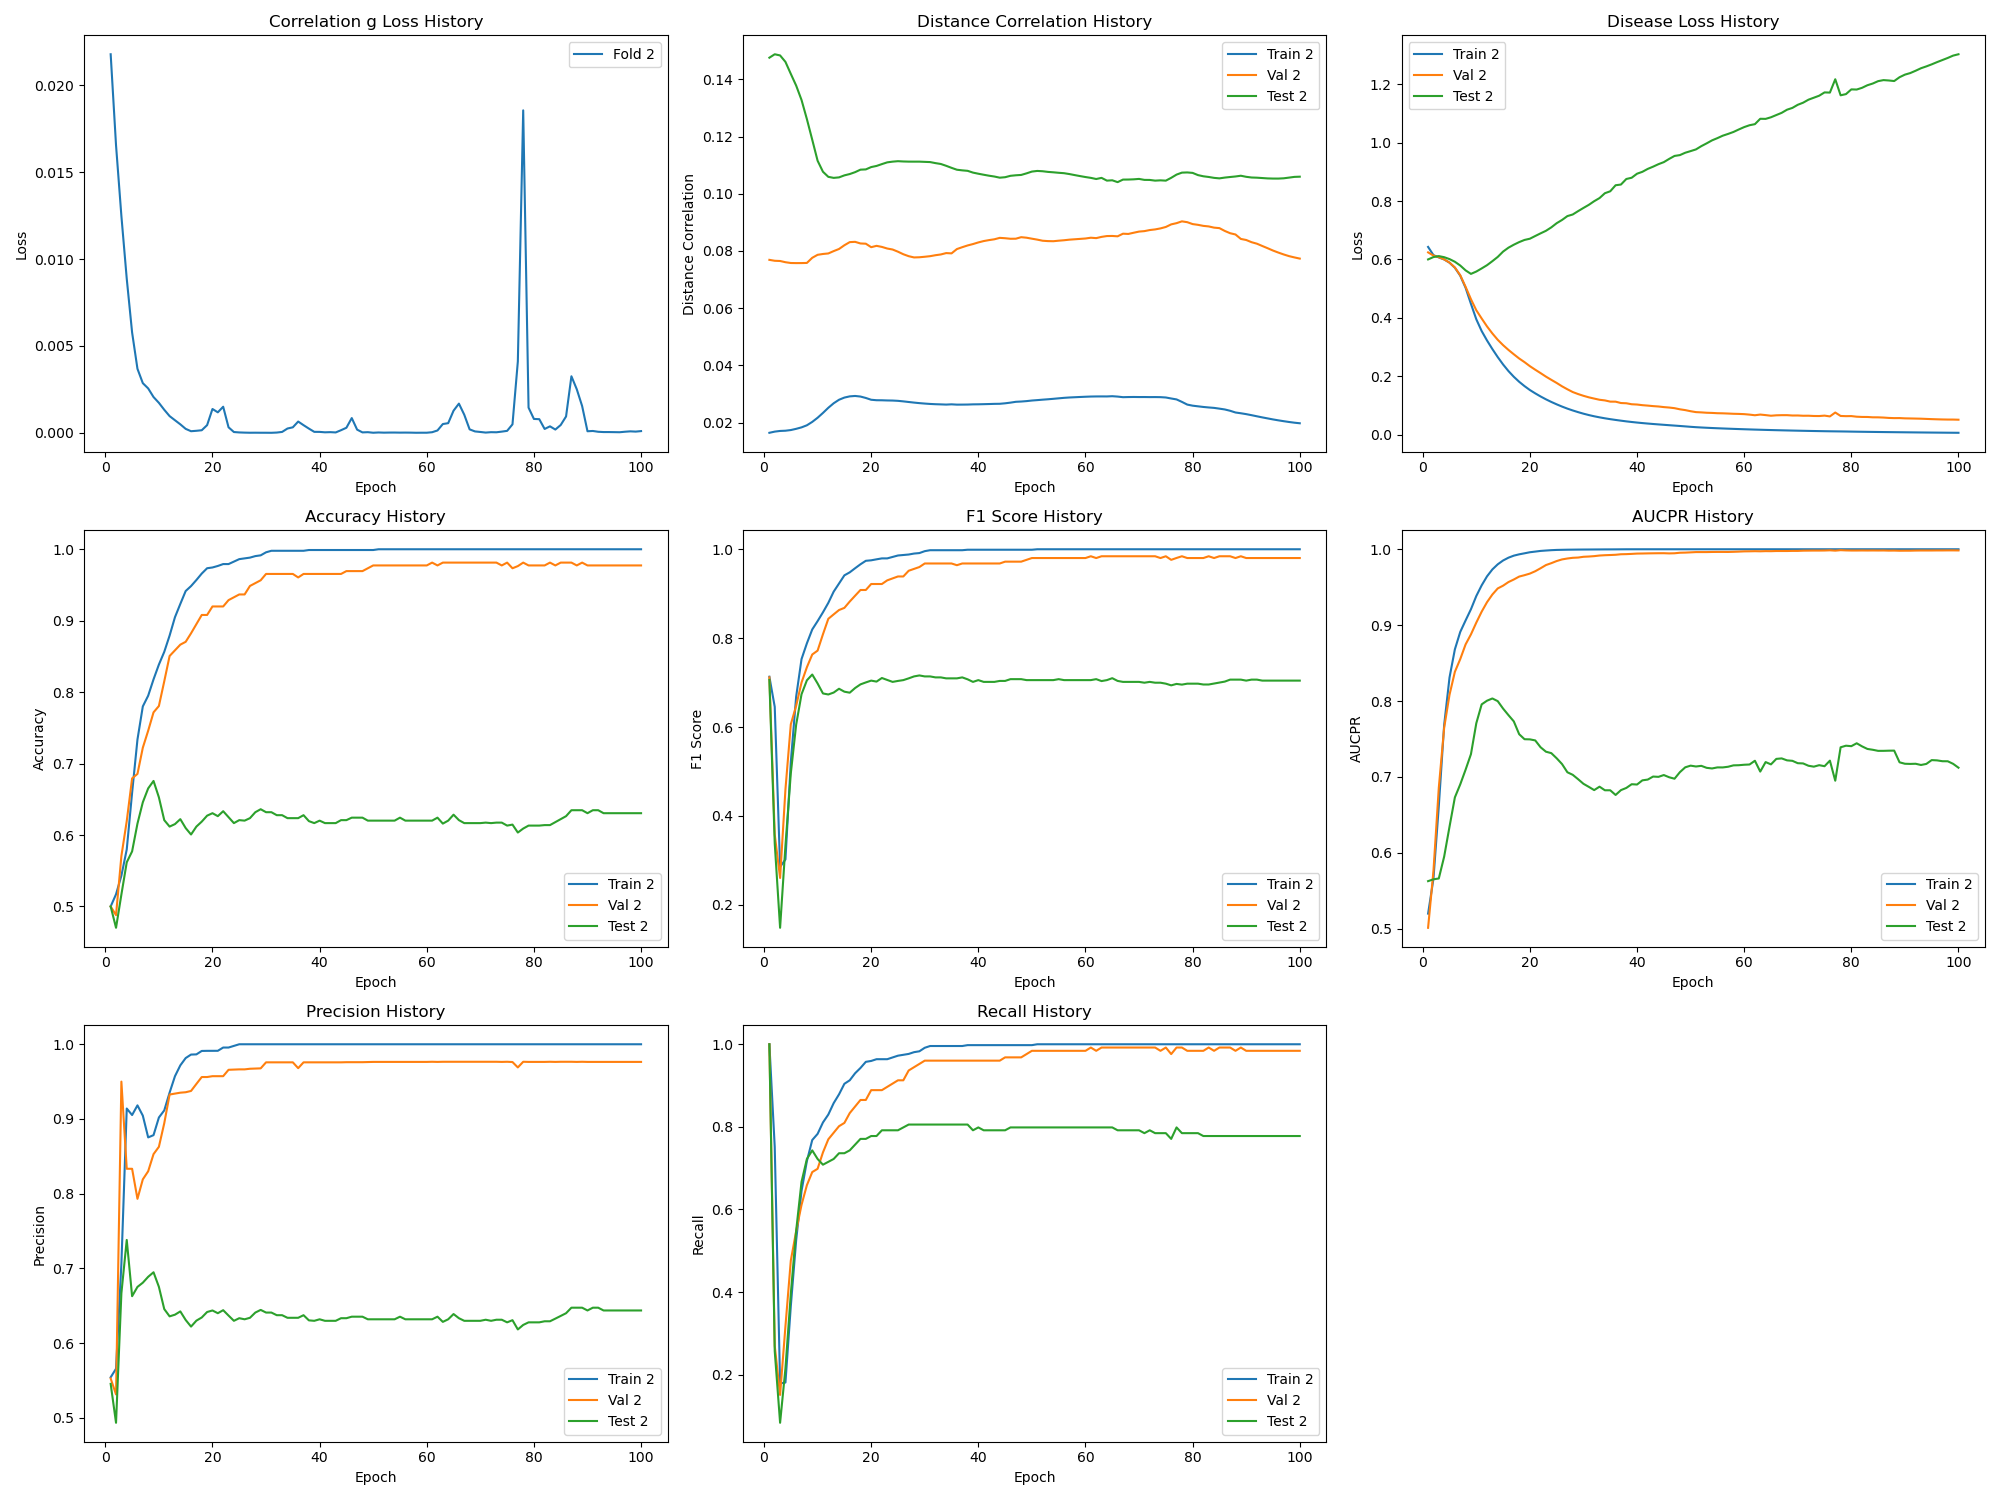 Correlation g Loss History
Loss
0.020
0.015
0.010
0.005
0.000
Fold 2
0 20 40 60 80 100
Epoch
Distance Correlation History
Distance Correlation
0.14
0.12
0.10
0.08
0.06
0.04
0.02
Train 2
Val 2
Test 2
0 20 40 60 80 100
Epoch
Disease Loss History
Loss
1.2
1.0
0.8
0.6
0.4
0.2
0.0
Train 2
Val 2
Test 2
0 20 40 60 80 100
Epoch
Accuracy History
Accuracy
1.0
0.9
0.8
0.7
0.6
0.5
Train 2
Val 2
Test 2
0 20 40 60 80 100
Epoch
F1 Score History
F1 Score
1.0
0.8
0.6
0.4
0.2
Train 2
Val 2
Test 2
0 20 40 60 80 100
Epoch
AUCPR History
AUCPR
1.0
0.9
0.8
0.7
0.6
0.5
Train 2
Val 2
Test 2
0 20 40 60 80 100
Epoch
Precision History
Precision
1.0
0.9
0.8
0.7
0.6
0.5
Train 2
Val 2
Test 2
0 20 40 60 80 100
Epoch
Recall History
Recall
1.0
0.8
0.6
0.4
0.2
Train 2
Val 2
Test 2
0 20 40 60 80 100
Epoch